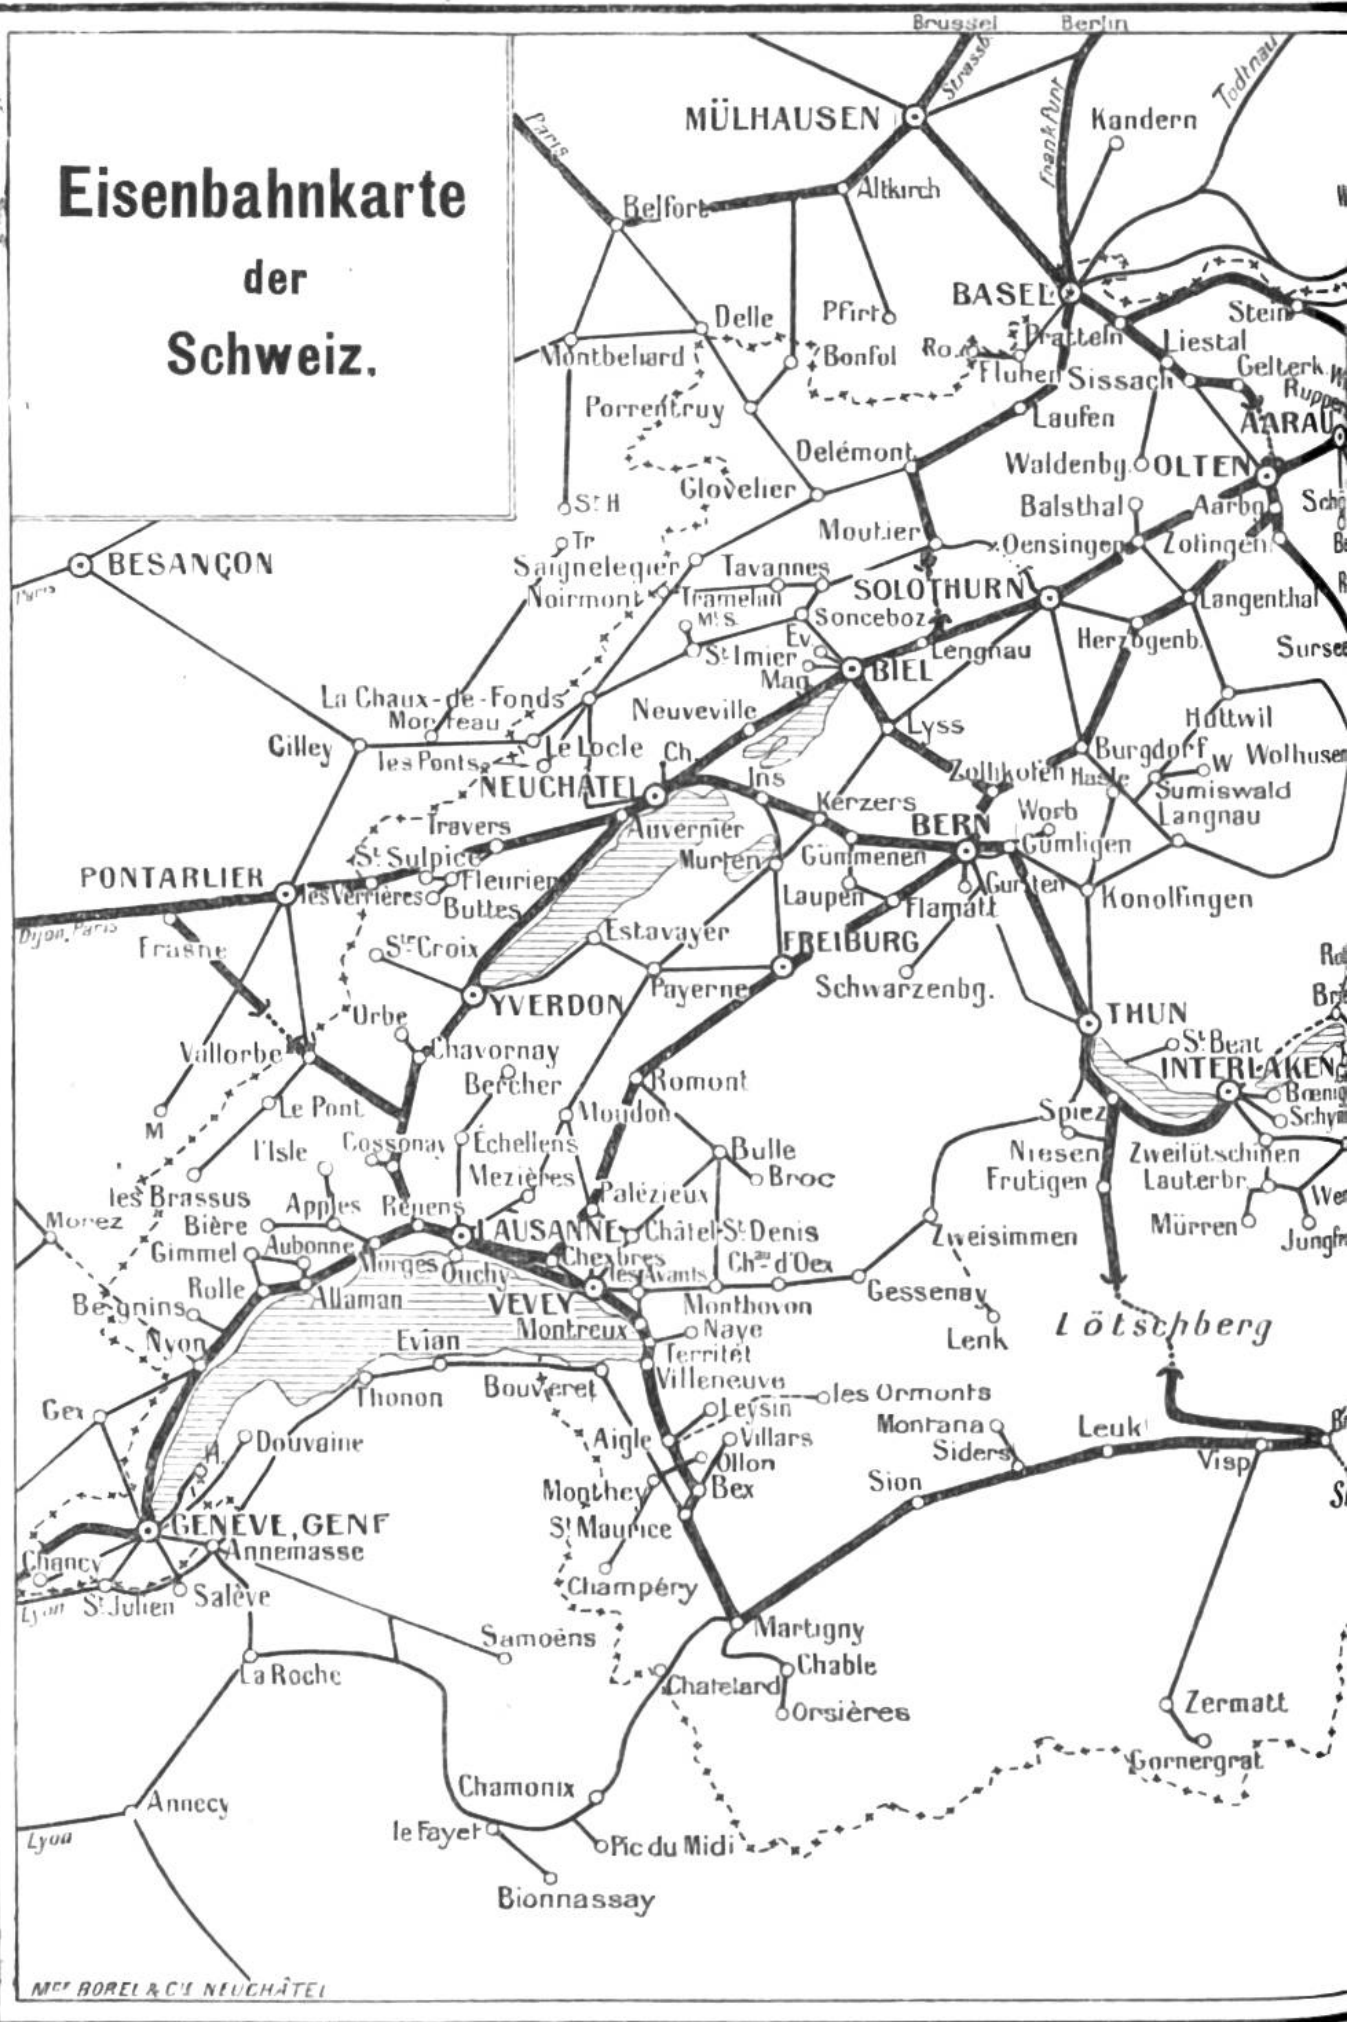 Brussel
Berlin
Strassb.
Todtnau
Eisenbahnkarte
der
Schweiz.
Paris
MÜLHAUSEN
Frankfurt
Kandern
Altkirch
Belfort
BASEL
Stein
Delle
Pfirt
Pratteln
Liestal
Montbeliard
Bonfol
Ro.
Fluhen
Sissach
Gelterk.
Porrentruy
Laufen
AARAU
Delémont
Waldenbg.
OLTEN
Glovelier
Balsthal
Aarbg.
St H
Moutier
Oensingen
Zofingen
Tr
BESANÇON
Saignelegier
Tavannes
SOLOTHURN
Paris
Noirmont
Tramelan
Langenthal
Mt S.
Sonceboz
Herzogenb.
Ev.
St Imier
Lengnau
Mag
BIEL
La Chaux-de-Fonds
Neuveville
Huttwil
Morteau
Lyss
Gilley
Le Locle
Ch.
Burgdorf
W
les Ponts
Ins
Zollikofen
Hasle
NEUCHÂTEL
Kerzers
Worb
Sumiswald
Langnau
Travers
Auvernier
BERN
Gümligen
St Sulpice
Murten
Gümmenen
PONTARLIER
les Verrières
Fleurier
Laupen
Gurten
Konolfingen
Buttes
Flamatt
Dijon, Paris
Frasne
Ste Croix
Estavayer
FREIBURG
YVERDON
Payerne
Schwarzenbg.
Orbe
THUN
Vallorbe
Chavornay
St Beat
Bercher
Romont
INTERLAKEN
Le Pont
Moudon
Spiez
M
Cossonay
Échellens
l'Isle
Bulle
Niesen
Zweilütschinen
Mezières
Broc
Frutigen
Lauterbr.
les Brassus
Palézieux
Apples
Renens
Morez
Bière
LAUSANNE
Châtel-St-Denis
Mürren
Zweisimmen
Gimmel
Aubonne
Morges
Ouchy
Chexbres
les Avants
Chau d'Oex
Rolle
Allaman
VEVEY
Montbovon
Gessenay
Begnins
Montreux
Naye
Lenk
Lötschberg
Nyon
Evian
Territet
Thonon
Bouveret
Villeneuve
les Ormonts
Gex
Leysin
Montana
Leuk
Douvaine
Aigle
Villars
Siders
Visp
A.
Ollon
Sion
Monthey
Bex
GENÈVE, GENF
St Maurice
Annemasse
Chancy
Champéry
Lyon
St Julien
Salève
Martigny
Samoëns
Chable
La Roche
Chatelard
Orsières
Zermatt
Gornergrat
Chamonix
Annecy
le Fayet
Pic du Midi
Lyon
Bionnassay
MCE BOREL & CIE NEUCHÂTEL